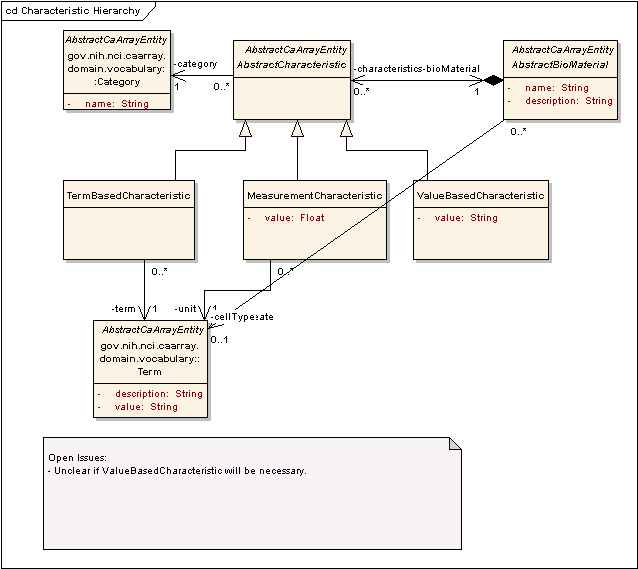 cd Characteristic Hierarchy
AbstractCaArrayEntity
gov.nih.nci.caarray.
domain.vocabulary:
:Category
- name: String
-category
1
0..*
AbstractCaArrayEntity
AbstractCharacteristic
-characteristics
-bioMaterial
0..*
1
AbstractCaArrayEntity
AbstractBioMaterial
- name: String
- description: String
0..*
TermBasedCharacteristic
MeasurementCharacteristic
- value: Float
ValueBasedCharacteristic
- value: String
0..*
0..*
-term
1
-unit
1
-cellType
0..1
AbstractCaArrayEntity
gov.nih.nci.caarray.
domain.vocabulary::
Term
- description: String
- value: String
Open Issues:
- Unclear if ValueBasedCharacteristic will be necessary.